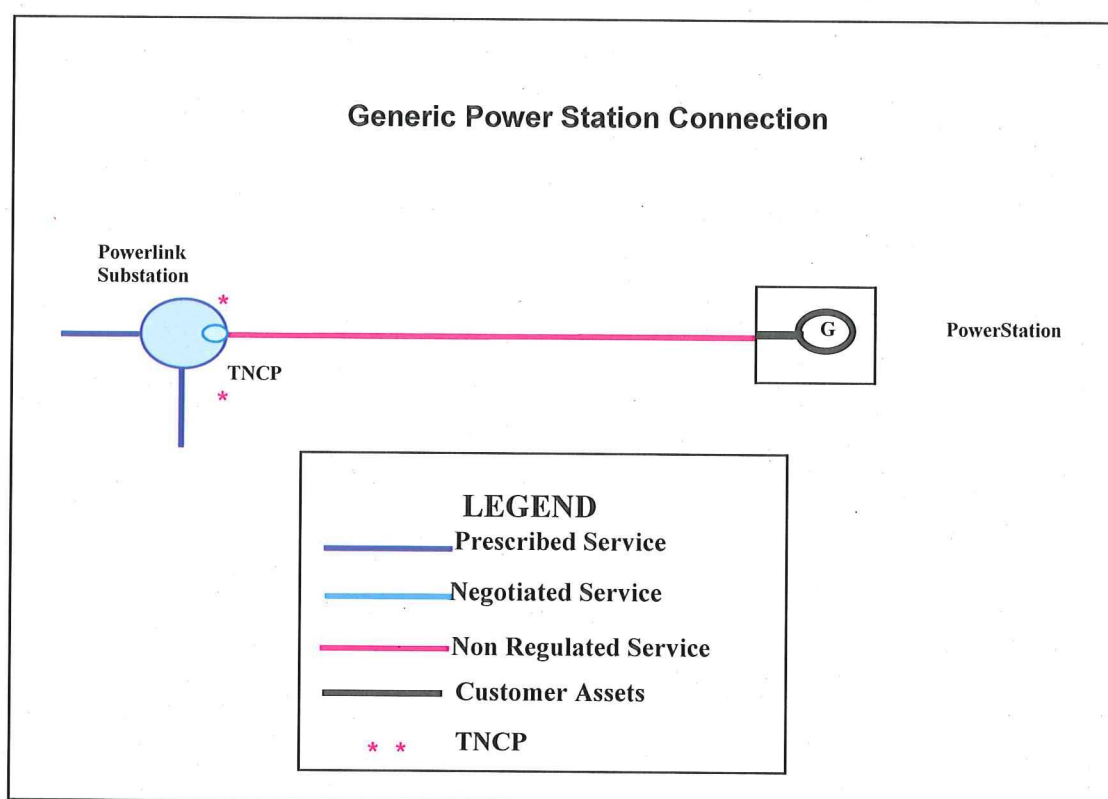 Generic Power Station Connection
Powerlink
Substation
*
TNCP
*
G
PowerStation
LEGEND
Prescribed Service
Negotiated Service
Non Regulated Service
Customer Assets
* * TNCP